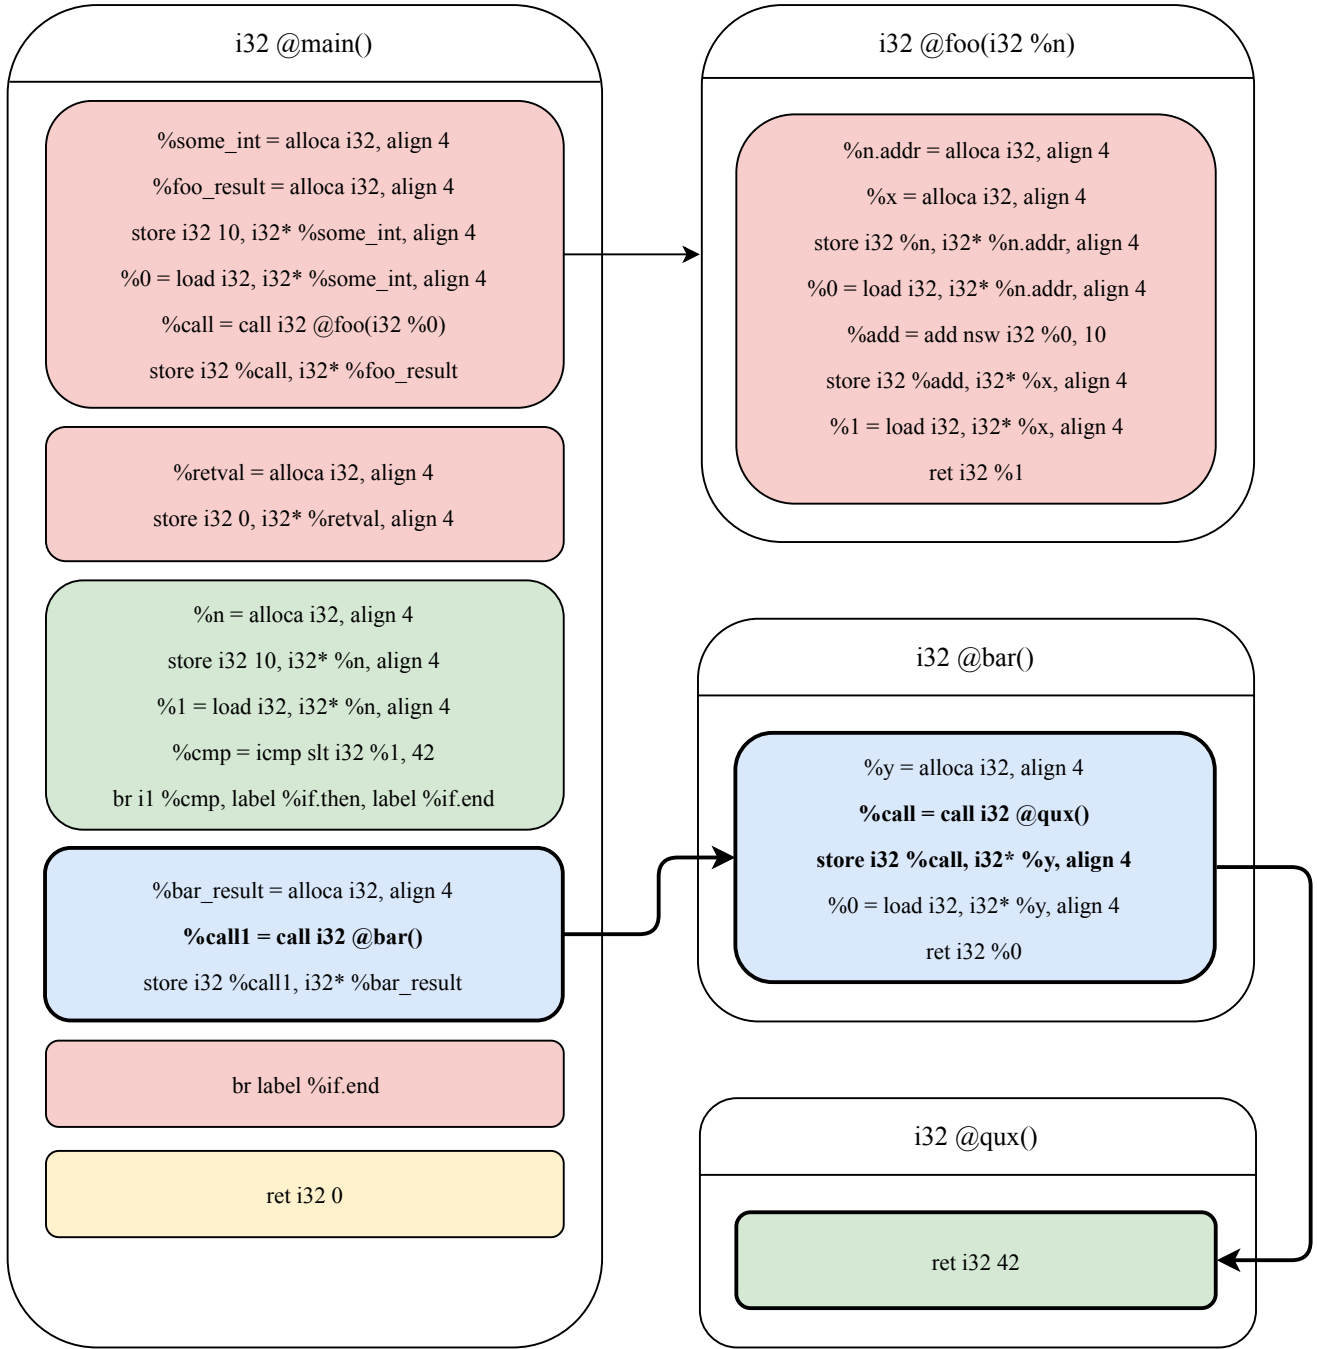 i32 @main()
%some_int = alloca i32, align 4
%foo_result = alloca i32, align 4
store i32 10, i32* %some_int, align 4
%0 = load i32, i32* %some_int, align 4
%call = call i32 @foo(i32 %0)
store i32 %call, i32* %foo_result
%retval = alloca i32, align 4
store i32 0, i32* %retval, align 4
%n = alloca i32, align 4
store i32 10, i32* %n, align 4
%1 = load i32, i32* %n, align 4
%cmp = icmp slt i32 %1, 42
br i1 %cmp, label %if.then, label %if.end
%bar_result = alloca i32, align 4
%call1 = call i32 @bar()
store i32 %call1, i32* %bar_result
br label %if.end
ret i32 0
i32 @foo(i32 %n)
%n.addr = alloca i32, align 4
%x = alloca i32, align 4
store i32 %n, i32* %n.addr, align 4
%0 = load i32, i32* %n.addr, align 4
%add = add nsw i32 %0, 10
store i32 %add, i32* %x, align 4
%1 = load i32, i32* %x, align 4
ret i32 %1
i32 @bar()
%y = alloca i32, align 4
%call = call i32 @qux()
store i32 %call, i32* %y, align 4
%0 = load i32, i32* %y, align 4
ret i32 %0
i32 @qux()
ret i32 42